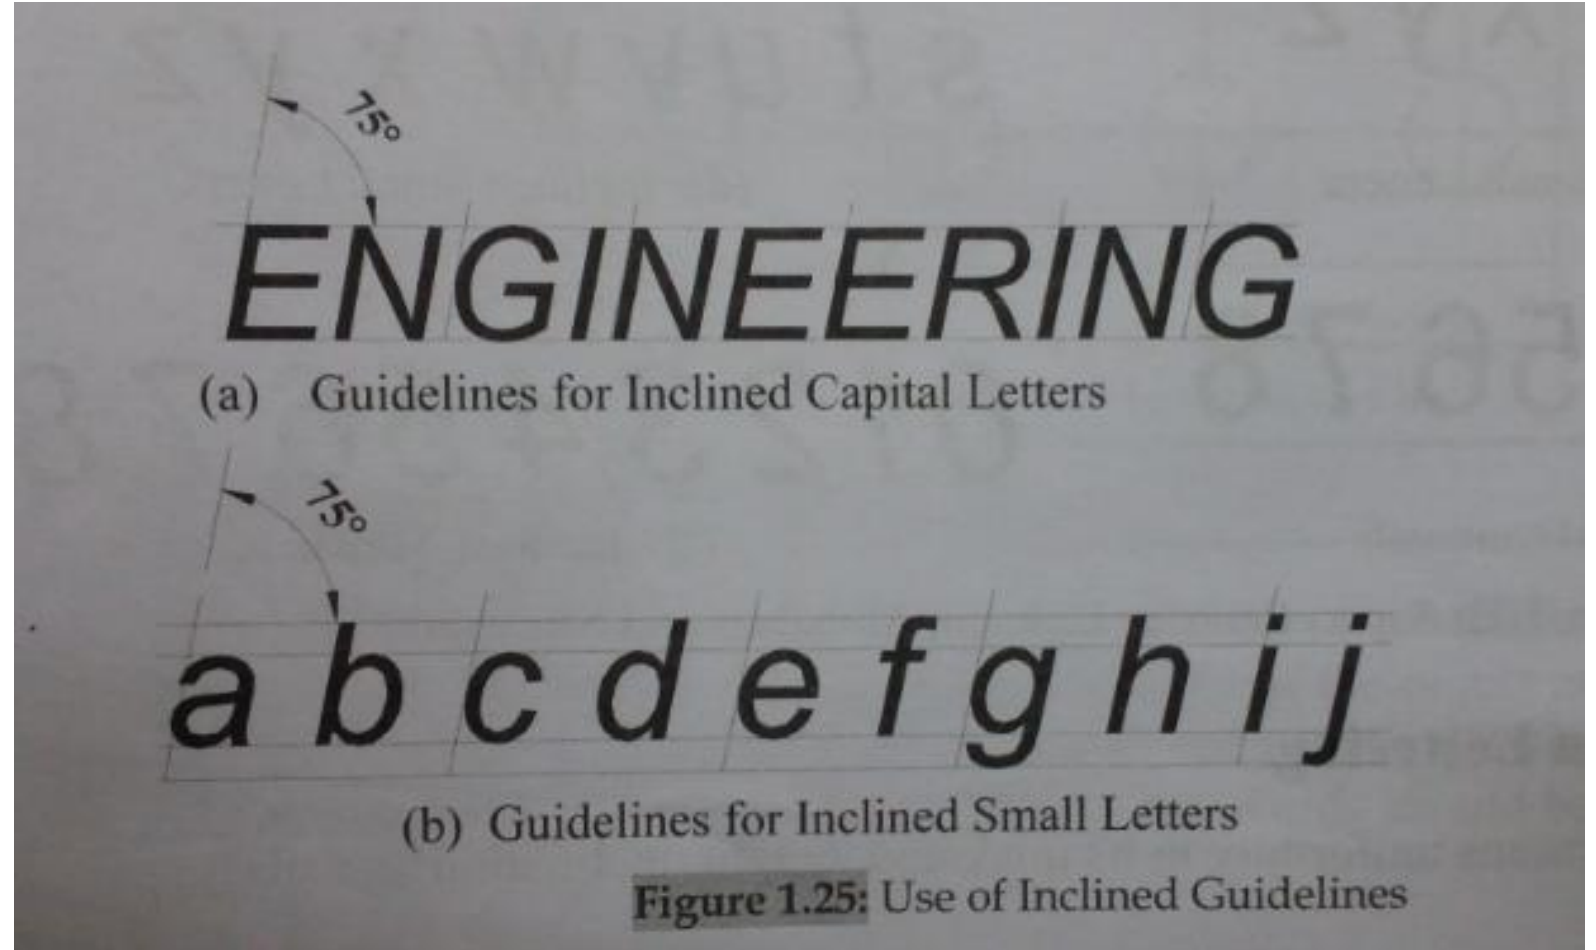 75°
ENGINEERING
(a) Guidelines for Inclined Capital Letters
75°
a b c d e f g h i j
(b) Guidelines for Inclined Small Letters
Figure 1.25: Use of Inclined Guidelines